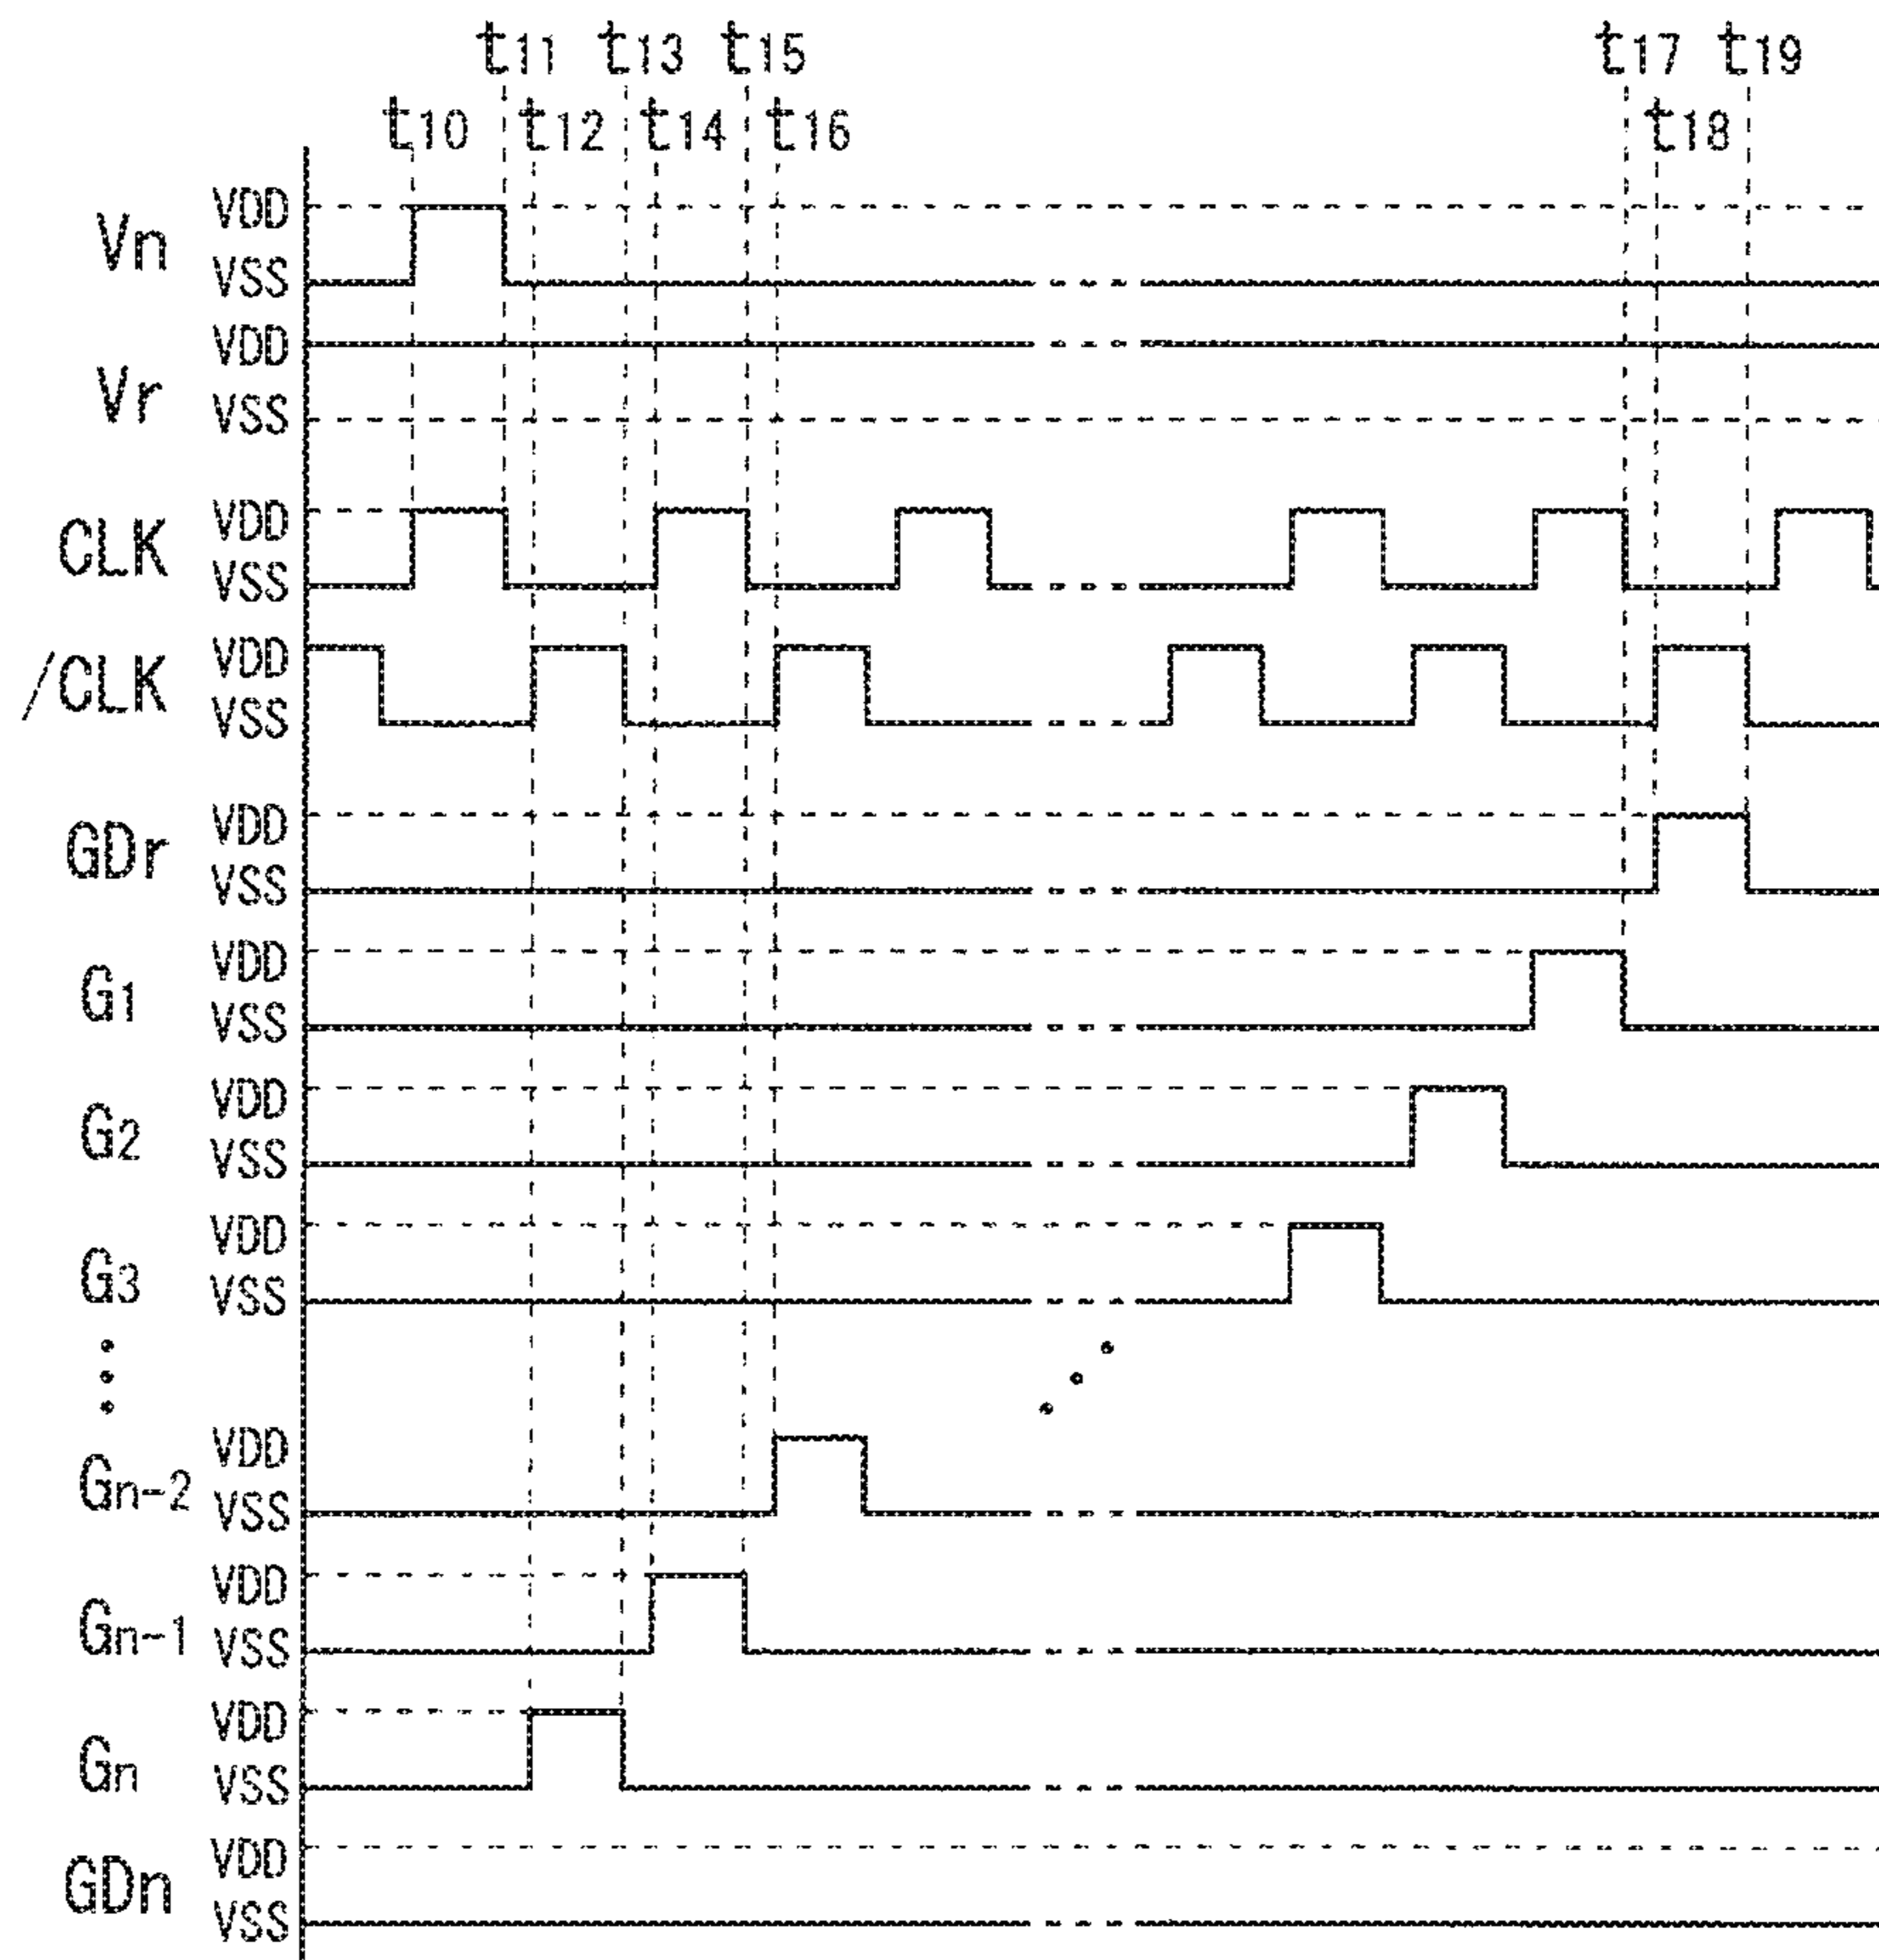 t11 t13 t15 t17 t19
t10 t12 t14 t16 t18
Vn VDD
VSS
Vr VDD
VSS
CLK VDD
VSS
/CLK VDD
VSS
GDr VDD
VSS
G1 VDD
VSS
G2 VDD
VSS
G3 VDD
VSS
Gn-2 VDD
VSS
Gn-1 VDD
VSS
Gn VDD
VSS
GDn VDD
VSS